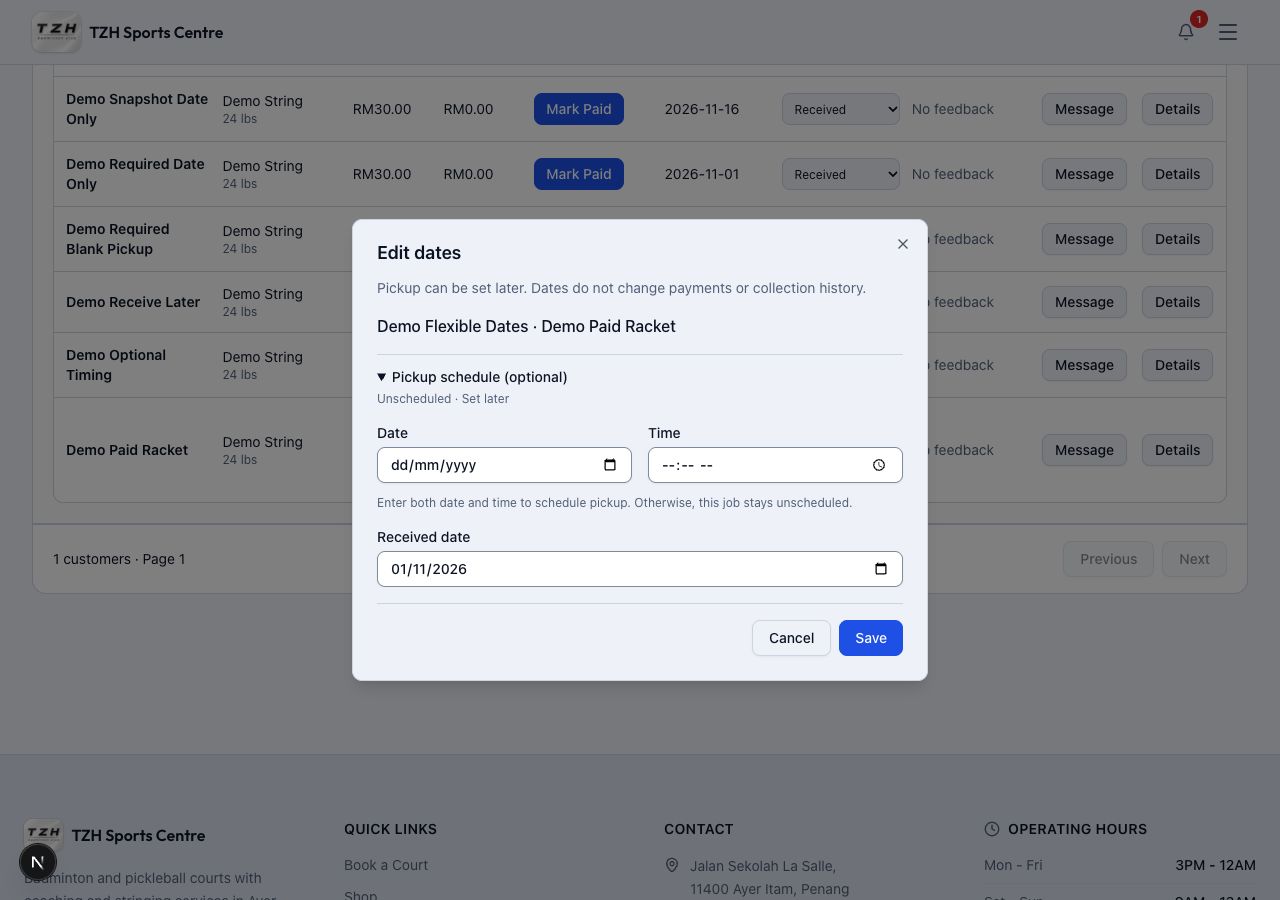 TZH TZH Sports Centre 1
Demo Snapshot Date Only Demo String 24 lbs RM30.00 RM0.00 Mark Paid 2026-11-16 Received No feedback Message Details
Demo Required Date Only Demo String 24 lbs RM30.00 RM0.00 Mark Paid 2026-11-01 Received No feedback Message Details
Demo Required Blank Pickup Demo String 24 lbs feedback Message Details
Demo Receive Later Demo String 24 lbs feedback Message Details
Demo Optional Timing Demo String 24 lbs feedback Message Details
Demo Paid Racket Demo String 24 lbs feedback Message Details
1 customers · Page 1 Previous Next
Edit dates
Pickup can be set later. Dates do not change payments or collection history.
Demo Flexible Dates · Demo Paid Racket
Pickup schedule (optional)
Unscheduled · Set later
Date Time
dd/mm/yyyy --:-- --
Enter both date and time to schedule pickup. Otherwise, this job stays unscheduled.
Received date
01/11/2026
Cancel Save
TZH TZH Sports Centre
N
Badminton and pickleball courts with
QUICK LINKS
Book a Court
Shop
CONTACT
Jalan Sekolah La Salle,
11400 Ayer Itam, Penang
OPERATING HOURS
Mon - Fri 3PM - 12AM